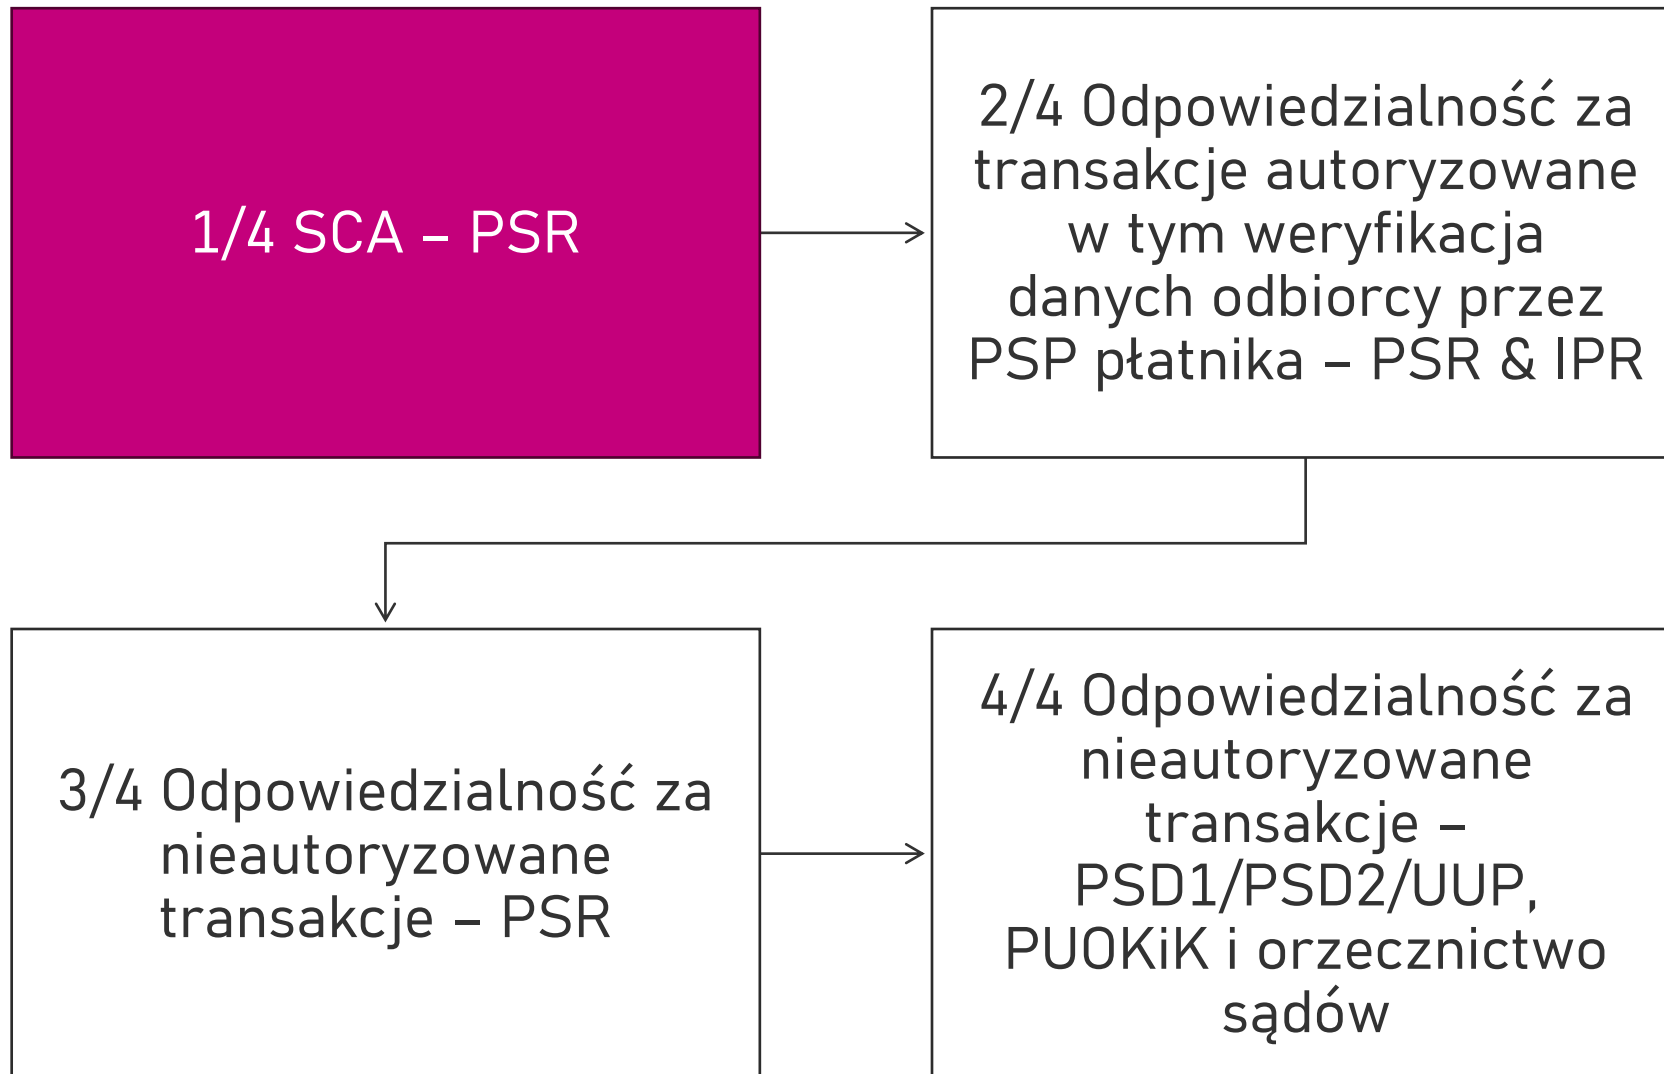 1/4 SCA – PSR
2/4 Odpowiedzialność za
transakcje autoryzowane
w tym weryfikacja
danych odbiorcy przez
PSP płatnika – PSR & IPR
3/4 Odpowiedzialność za
nieautoryzowane
transakcje – PSR
4/4 Odpowiedzialność za
nieautoryzowane
transakcje –
PSD1/PSD2/UUP,
PUOKiK i orzecznictwo
sądów